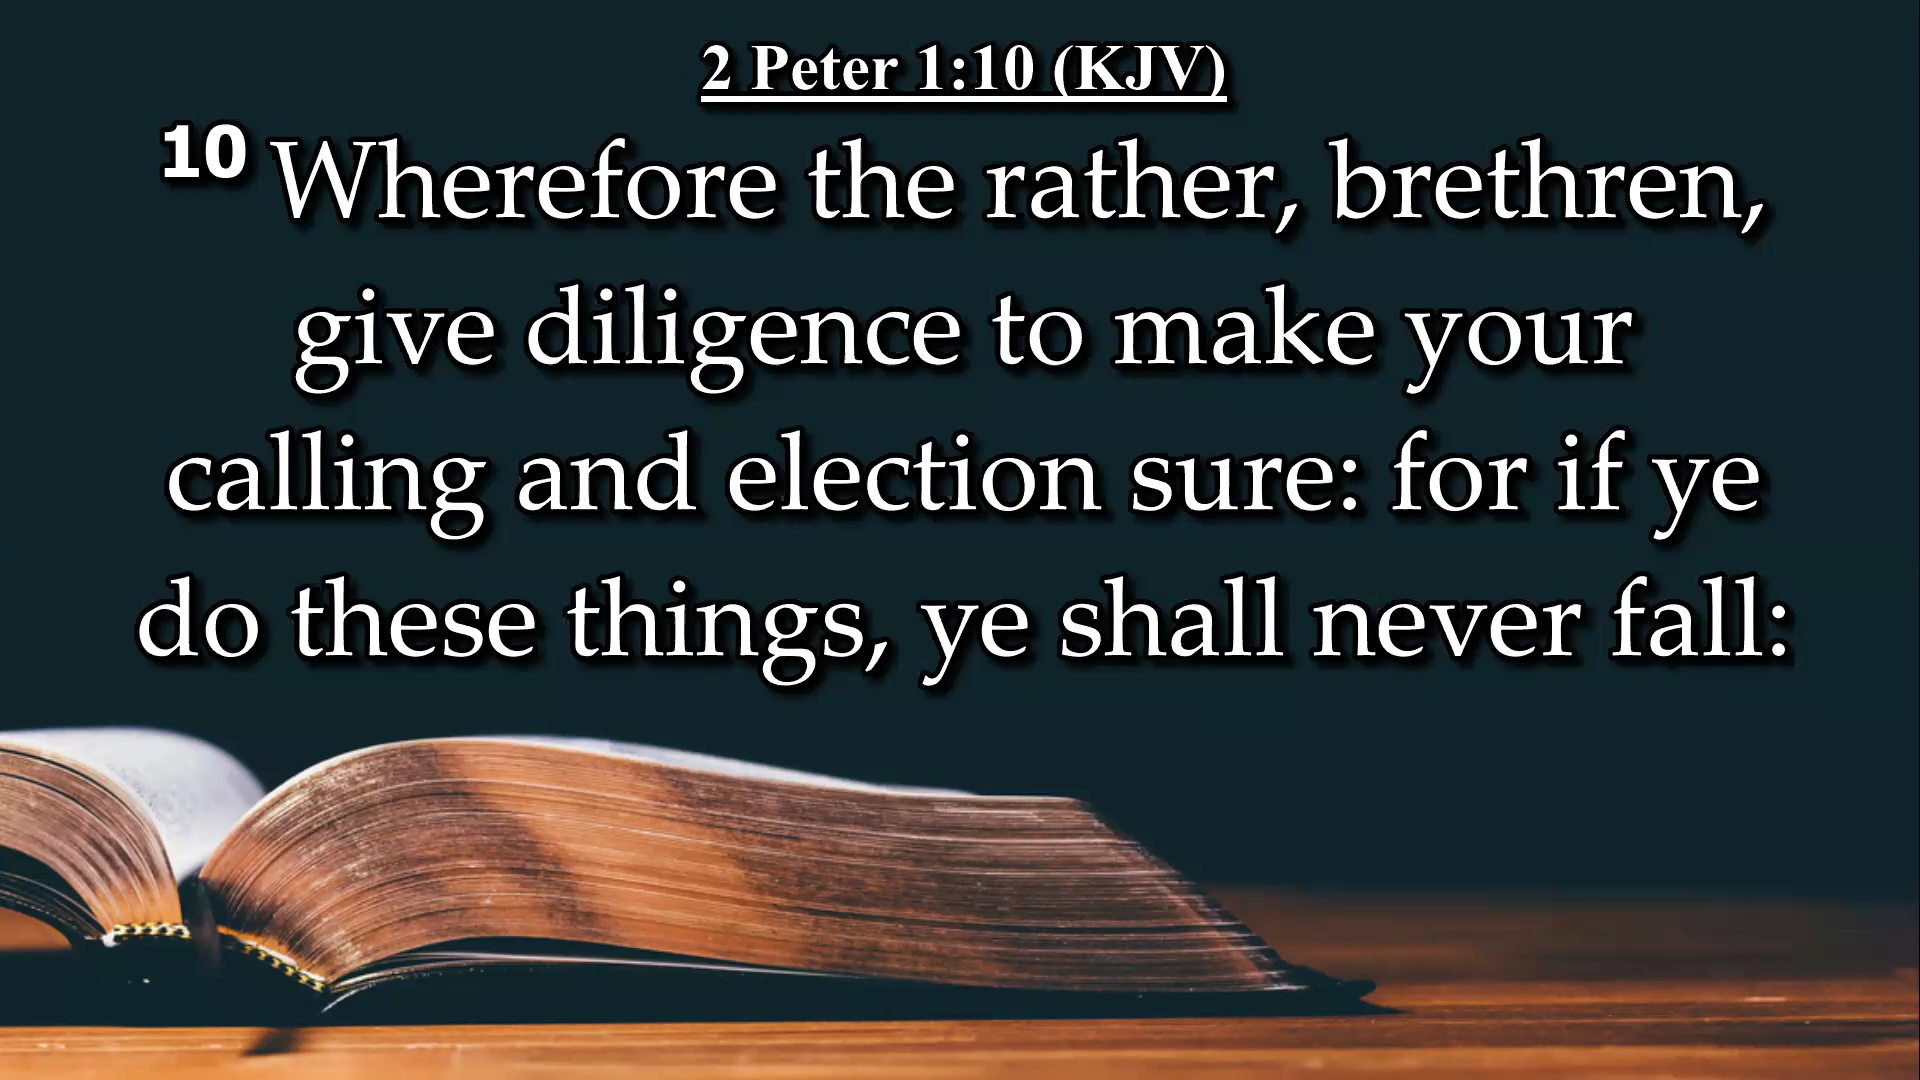 2 Peter 1:10 (KJV)
10 Wherefore the rather, brethren,
give diligence to make your
calling and election sure: for if ye
do these things, ye shall never fall: